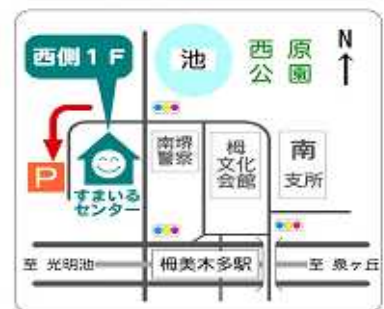 西側1F
池
西原
公園
N
P
すまいる
センター
南堺
警察
栂
文化
会館
南
支所
至 光明池
栂美木多駅
至 泉ヶ丘